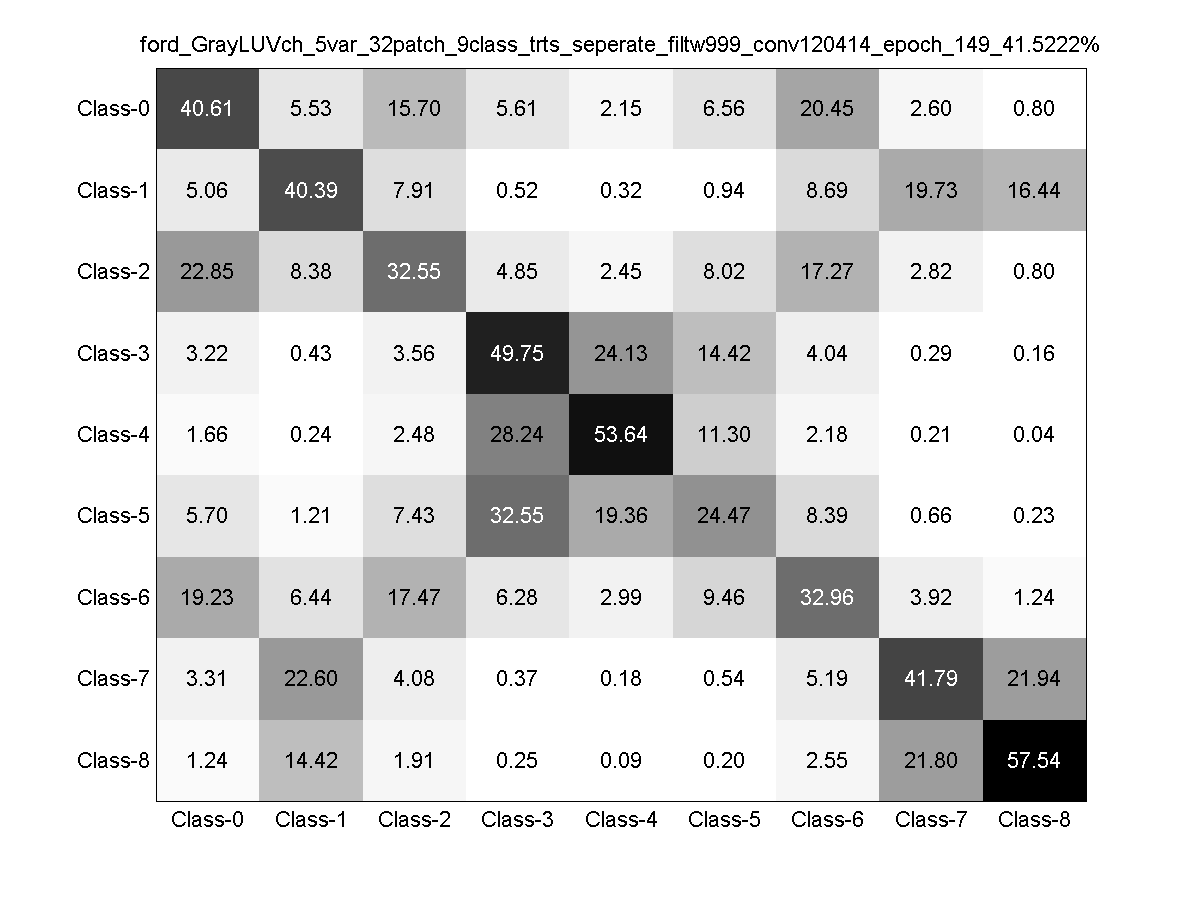 ford_GrayLUVch_5var_32patch_9class_trts_seperate_filtw999_conv120414_epoch_149_41.5222%
Class-0 40.61 5.53 15.70 5.61 2.15 6.56 20.45 2.60 0.80
Class-1 5.06 40.39 7.91 0.52 0.32 0.94 8.69 19.73 16.44
Class-2 22.85 8.38 32.55 4.85 2.45 8.02 17.27 2.82 0.80
Class-3 3.22 0.43 3.56 49.75 24.13 14.42 4.04 0.29 0.16
Class-4 1.66 0.24 2.48 28.24 53.64 11.30 2.18 0.21 0.04
Class-5 5.70 1.21 7.43 32.55 19.36 24.47 8.39 0.66 0.23
Class-6 19.23 6.44 17.47 6.28 2.99 9.46 32.96 3.92 1.24
Class-7 3.31 22.60 4.08 0.37 0.18 0.54 5.19 41.79 21.94
Class-8 1.24 14.42 1.91 0.25 0.09 0.20 2.55 21.80 57.54
Class-0 Class-1 Class-2 Class-3 Class-4 Class-5 Class-6 Class-7 Class-8